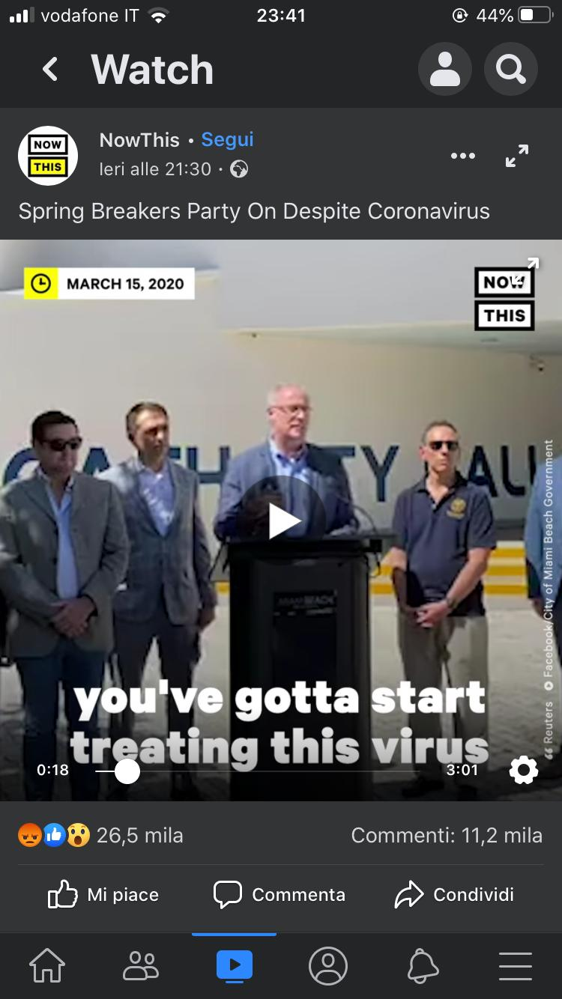 vodafone IT
23:41
44%
Watch
NOW
THIS
NowThis • Segui
Ieri alle 21:30 ·
Spring Breakers Party On Despite Coronavirus
MARCH 15, 2020
NOW
THIS
Reuters Facebook/City of Miami Beach Government
MIAMI BEACH
you've gotta start
treating this virus
0:18
3:01
26,5 mila
Commenti: 11,2 mila
Mi piace
Commenta
Condividi